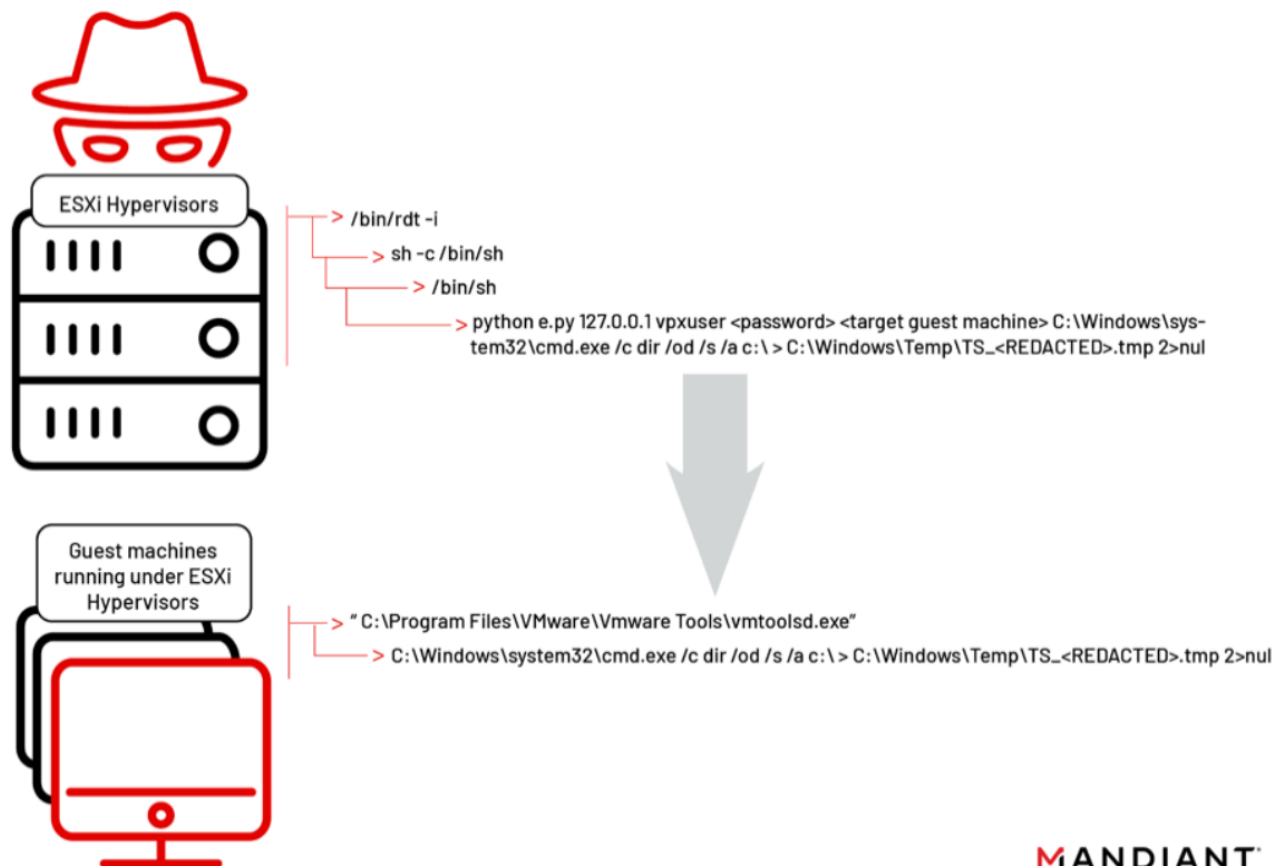 ESXi Hypervisors
> /bin/rdt -i
> sh -c /bin/sh
> /bin/sh
> python e.py 127.0.0.1 vpxuser <password> <target guest machine> C:\Windows\sys-
tem32\cmd.exe /c dir /od /s /a c:\ > C:\Windows\Temp\TS_<REDACTED>.tmp 2>nul
Guest machines
running under ESXi
Hypervisors
> " C:\Program Files\VMware\Vmware Tools\vmtoolsd.exe"
> C:\Windows\system32\cmd.exe /c dir /od /s /a c:\ > C:\Windows\Temp\TS_<REDACTED>.tmp 2>nul
MANDIANT